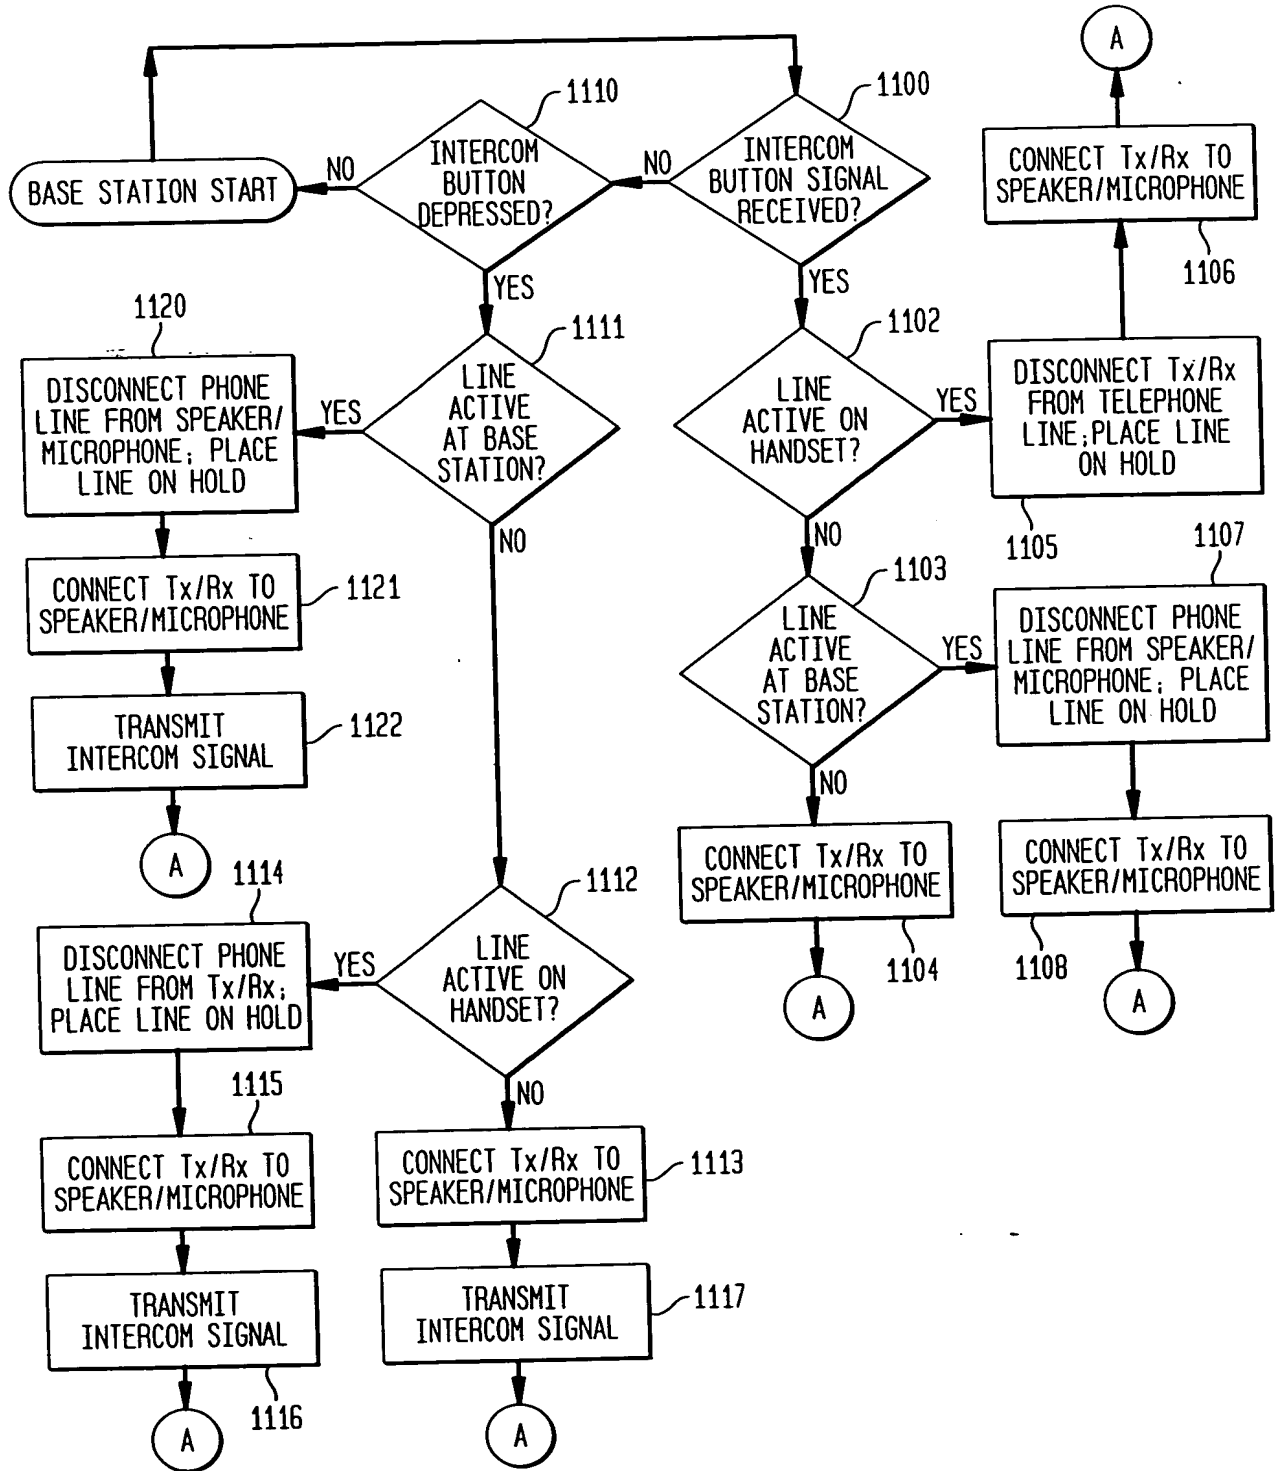 A
1110
1100
INTERCOM
BUTTON
DEPRESSED?
INTERCOM
BUTTON SIGNAL
RECEIVED?
NO
NO
BASE STATION START
CONNECT Tx/Rx TO
SPEAKER/MICROPHONE
1106
YES
YES
1120
1111
1102
DISCONNECT PHONE
LINE FROM SPEAKER/
MICROPHONE; PLACE
LINE ON HOLD
YES
LINE
ACTIVE
AT BASE
STATION?
LINE
ACTIVE ON
HANDSET?
YES
DISCONNECT Tx/Rx
FROM TELEPHONE
LINE;PLACE LINE
ON HOLD
NO
NO
1105
1107
CONNECT Tx/Rx TO
SPEAKER/MICROPHONE
1121
1103
LINE
ACTIVE
AT BASE
STATION?
YES
DISCONNECT PHONE
LINE FROM SPEAKER/
MICROPHONE; PLACE
LINE ON HOLD
TRANSMIT
INTERCOM SIGNAL
1122
NO
A
1114
1112
CONNECT Tx/Rx TO
SPEAKER/MICROPHONE
1104
CONNECT Tx/Rx TO
SPEAKER/MICROPHONE
1108
DISCONNECT PHONE
LINE FROM Tx/Rx;
PLACE LINE ON HOLD
YES
LINE
ACTIVE ON
HANDSET?
A
A
NO
1115
CONNECT Tx/Rx TO
SPEAKER/MICROPHONE
CONNECT Tx/Rx TO
SPEAKER/MICROPHONE
1113
TRANSMIT
INTERCOM SIGNAL
1116
TRANSMIT
INTERCOM SIGNAL
1117
A
A